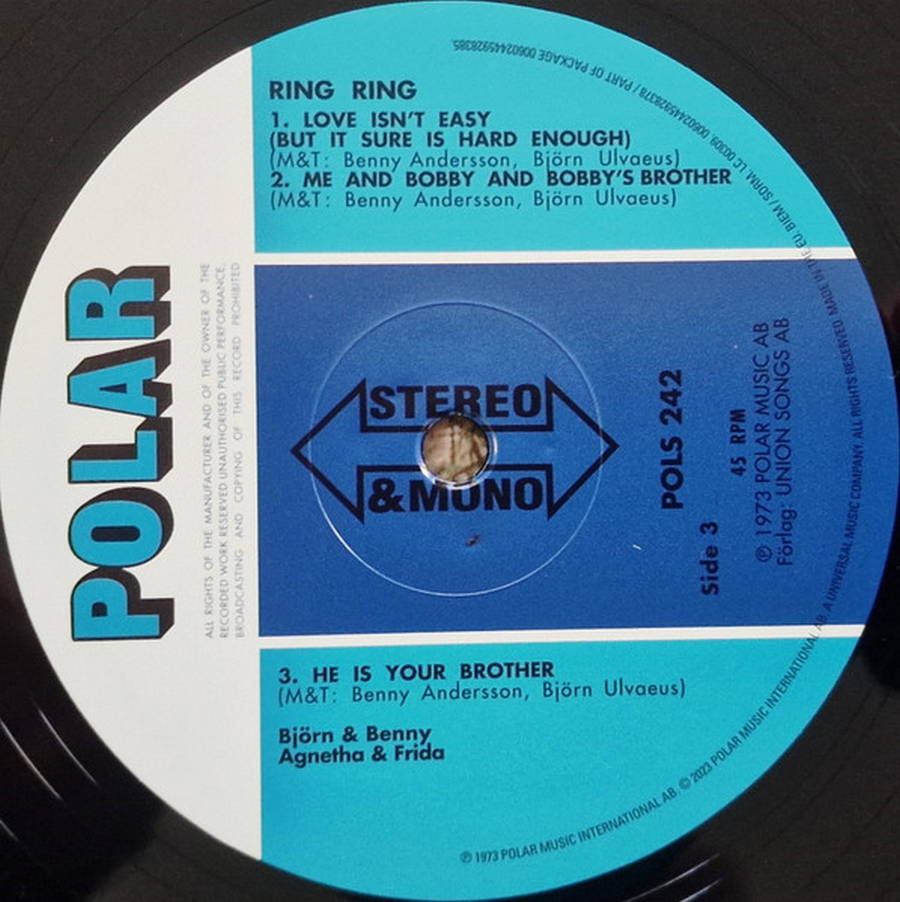 RING RING
1. LOVE ISN'T EASY
(BUT IT SURE IS HARD ENOUGH)
(M&T: Benny Andersson, Björn Ulvaeus)
2. ME AND BOBBY AND BOBBY'S BROTHER
(M&T: Benny Andersson, Björn Ulvaeus)
POLAR
ALL RIGHTS OF THE MANUFACTURER AND OF THE OWNER OF THE
RECORDED WORK RESERVED UNAUTHORISED PUBLIC PERFORMANCE,
BROADCASTING AND COPYING OF THIS RECORD PROHIBITED
STEREO
&MONO
POLS 242
Side 3
45 RPM
℗ 1973 POLAR MUSIC AB
Förlag: UNION SONGS AB
3. HE IS YOUR BROTHER
(M&T: Benny Andersson, Björn Ulvaeus)
Björn & Benny
Agnetha & Frida
℗ 1973 POLAR MUSIC INTERNATIONAL AB. © 2023 POLAR MUSIC INTERNATIONAL AB. A UNIVERSAL MUSIC COMPANY. ALL RIGHTS RESERVED MADE IN THE EU. BIEM / SDRM. LC 00309. 00602445928378 / PART OF PACKAGE 00602445928385.